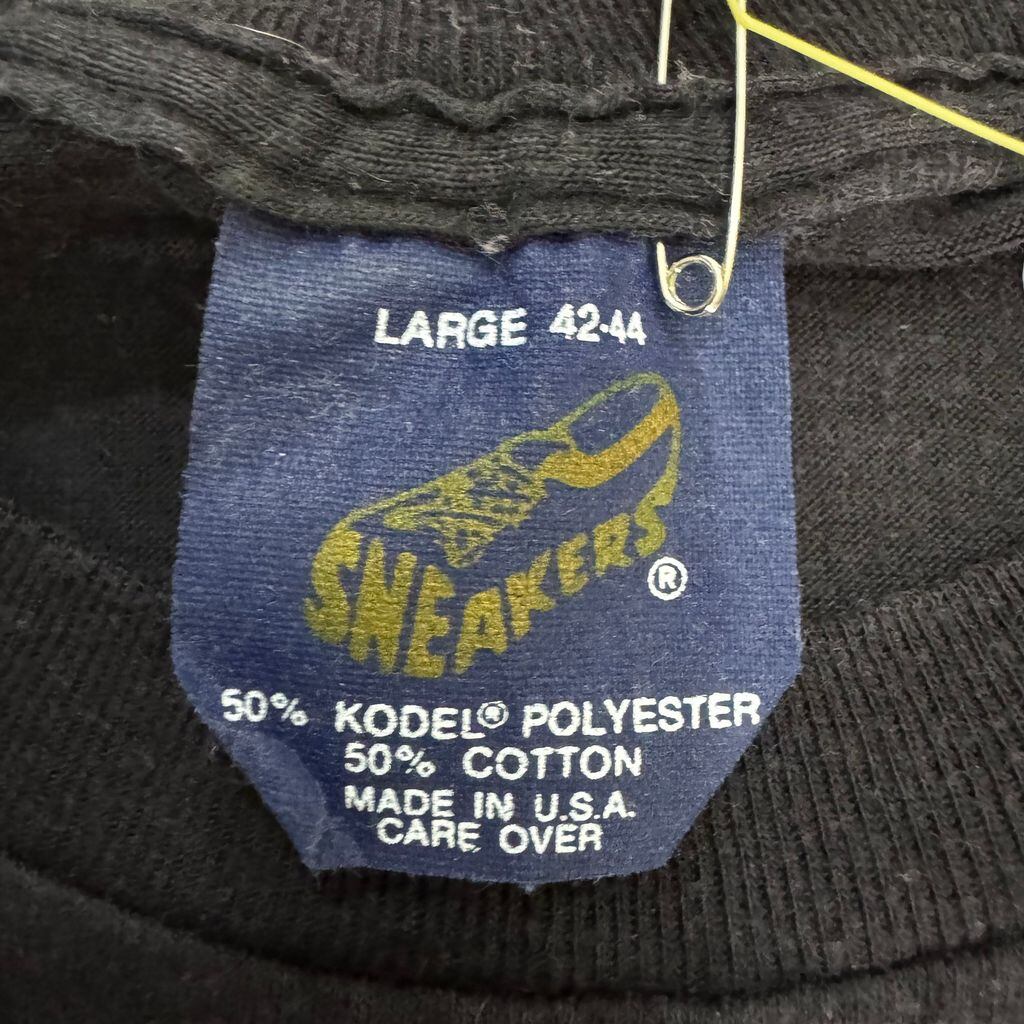 LARGE 42-44
SNEAKERS®
50% KODEL® POLYESTER
50% COTTON
MADE IN U.S.A.
CARE OVER